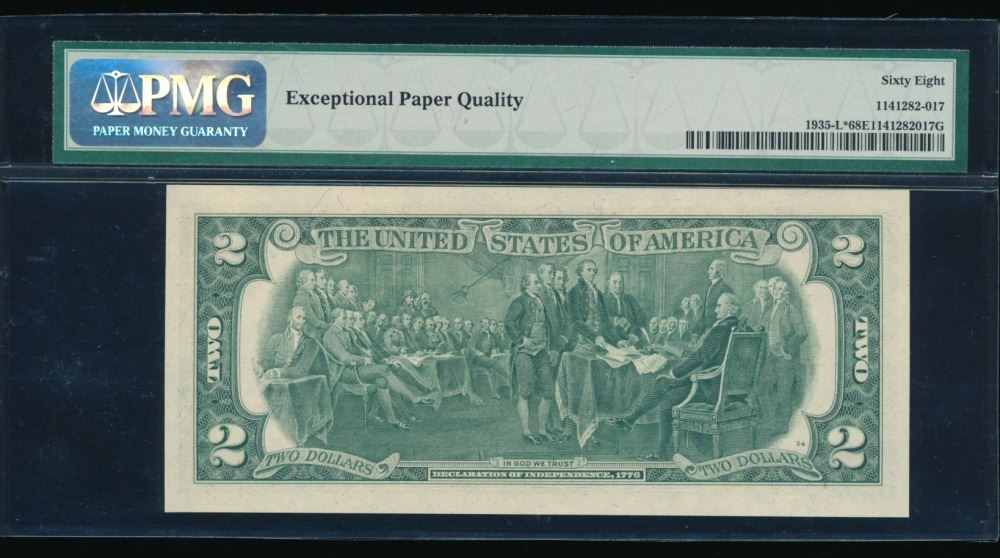 PMG
PAPER MONEY GUARANTY
Exceptional Paper Quality
Sixty Eight
1141282-017
1935-L*68E1141282017G
2 THE UNITED STATES OF AMERICA 2
TWO
TWO
54
2 TWO DOLLARS
IN GOD WE TRUST
TWO DOLLARS 2
DECLARATION OF INDEPENDENCE, 1776